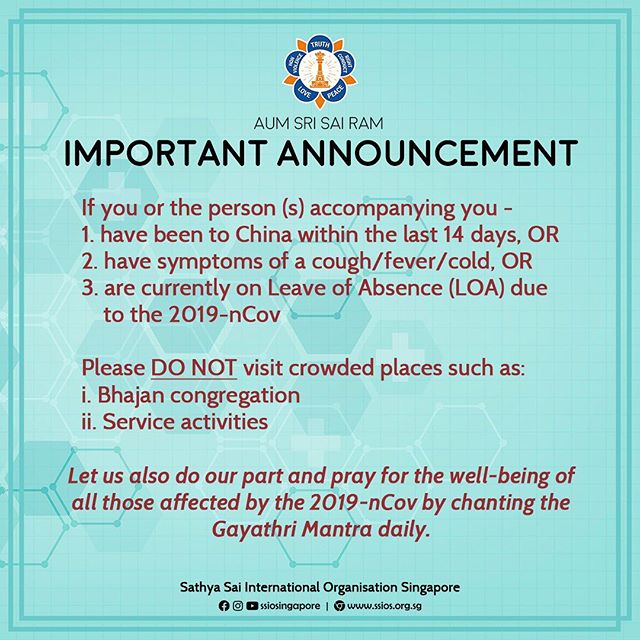 TRUTH
NON VIOLENCE
RIGHT CONDUCT
LOVE
PEACE
AUM SRI SAI RAM
IMPORTANT ANNOUNCEMENT
If you or the person (s) accompanying you -
1. have been to China within the last 14 days, OR
2. have symptoms of a cough/fever/cold, OR
3. are currently on Leave of Absence (LOA) due
to the 2019-nCov
Please DO NOT visit crowded places such as:
i. Bhajan congregation
ii. Service activities
Let us also do our part and pray for the well-being of
all those affected by the 2019-nCov by chanting the
Gayathri Mantra daily.
Sathya Sai International Organisation Singapore
ssiosingapore | www.ssios.org.sg